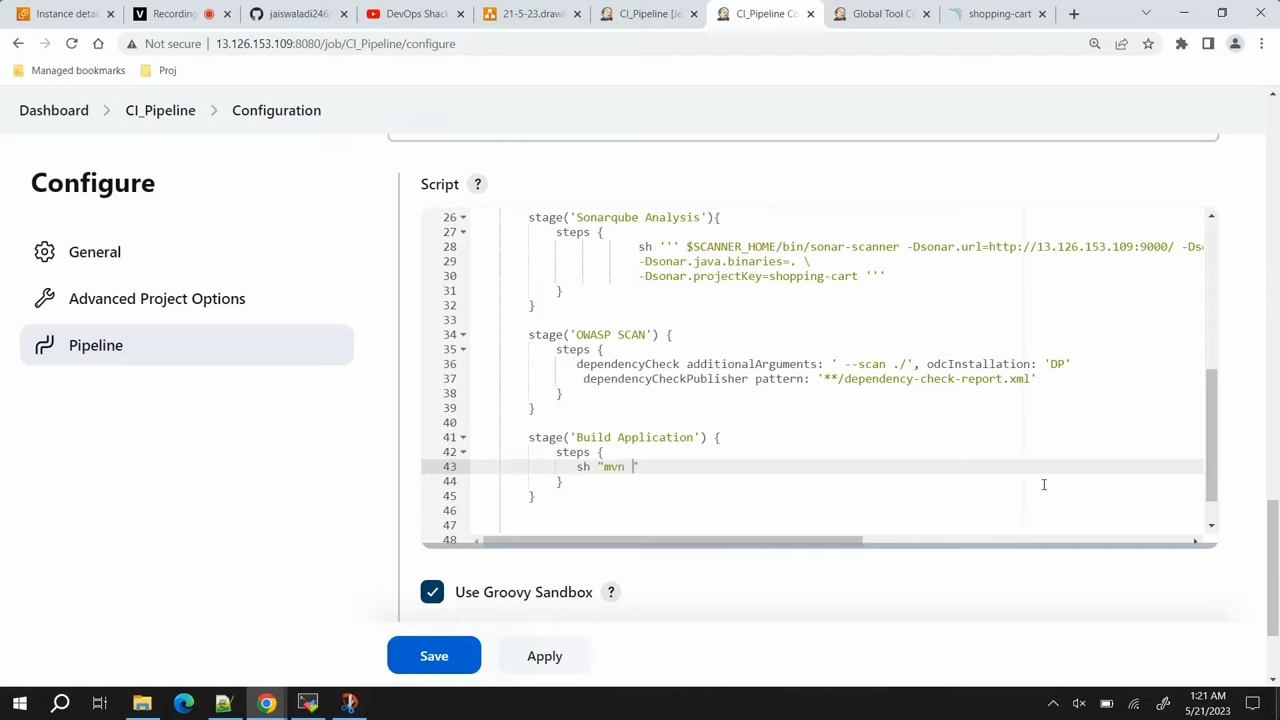 Instance detail
Recording
jaiswaladi246/
DevOps Shack
21-5-23.drawi
CI_Pipeline [Je
CI_Pipeline Co
Global Tool Co
shopping-cart
Not secure | 13.126.153.109:8080/job/CI_Pipeline/configure
Managed bookmarks
Proj
Dashboard
CI_Pipeline
Configuration
Configure
General
Advanced Project Options
Pipeline
Script ?
26 stage('Sonarqube Analysis'){
27 steps {
28 sh ''' $SCANNER_HOME/bin/sonar-scanner -Dsonar.url=http://13.126.153.109:9000/ -Dso
29 -Dsonar.java.binaries=. \
30 -Dsonar.projectKey=shopping-cart '''
31 }
32 }
33
34 stage('OWASP SCAN') {
35 steps {
36 dependencyCheck additionalArguments: ' --scan ./', odcInstallation: 'DP'
37 dependencyCheckPublisher pattern: '**/dependency-check-report.xml'
38 }
39 }
40
41 stage('Build Application') {
42 steps {
43 sh "mvn "
44 }
45 }
46
47
48
Use Groovy Sandbox ?
Save
Apply
1:21 AM
5/21/2023